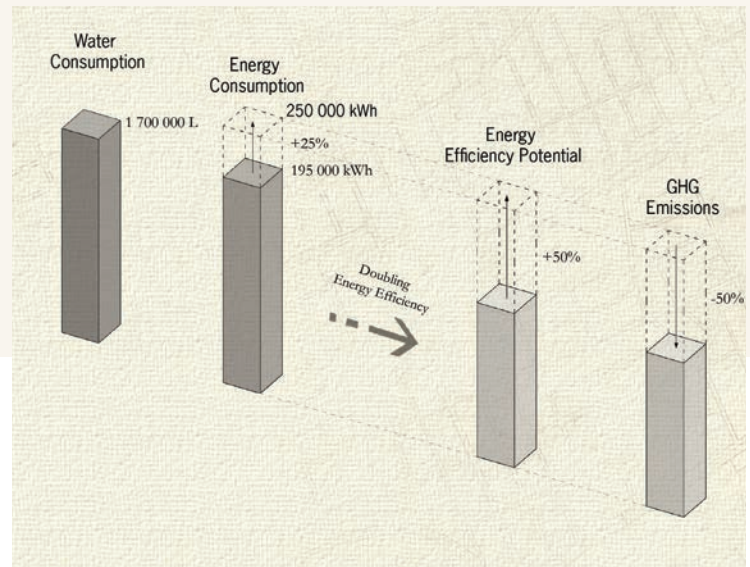 Water
Consumption
1 700 000 L
Energy
Consumption
250 000 kWh
+25%
195 000 kWh
Doubling
Energy Efficiency
Energy
Efficiency Potential
+50%
GHG
Emissions
-50%